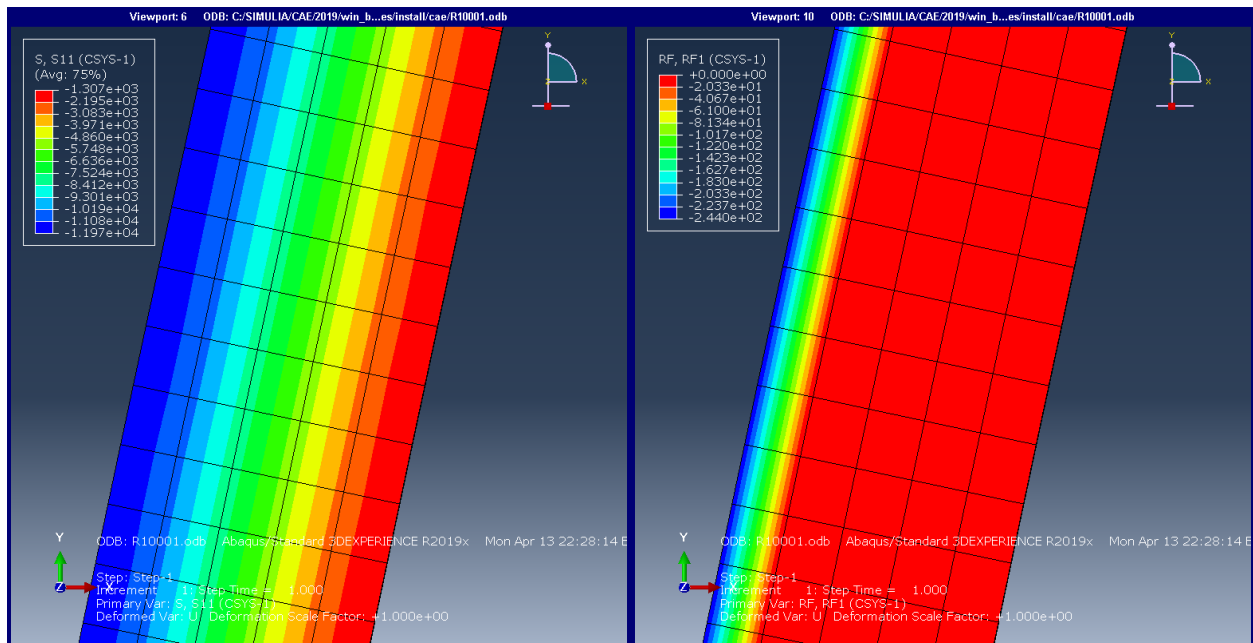 Viewport: 6 ODB: C:/SIMULIA/CAE/2019/win_b...es/install/cae/R10001.odb
S, S11 (CSYS-1)
(Avg: 75%)
-1.307e+03
-2.195e+03
-3.083e+03
-3.971e+03
-4.860e+03
-5.748e+03
-6.636e+03
-7.524e+03
-8.412e+03
-9.301e+03
-1.019e+04
-1.108e+04
-1.197e+04
Y
X
Y
Z X
ODB: R10001.odb Abaqus/Standard 3DEXPERIENCE R2019x Mon Apr 13 22:28:14 E
Step: Step-1
Increment 1: Step Time = 1.000
Primary Var: S, S11 (CSYS-1)
Deformed Var: U Deformation Scale Factor: +1.000e+00
Viewport: 10 ODB: C:/SIMULIA/CAE/2019/win_b...es/install/cae/R10001.odb
RF, RF1 (CSYS-1)
+0.000e+00
-2.033e+01
-4.067e+01
-6.100e+01
-8.134e+01
-1.017e+02
-1.220e+02
-1.423e+02
-1.627e+02
-1.830e+02
-2.033e+02
-2.237e+02
-2.440e+02
Y
X
Y
Z X
ODB: R10001.odb Abaqus/Standard 3DEXPERIENCE R2019x Mon Apr 13 22:28:14 E
Step: Step-1
Increment 1: Step Time = 1.000
Primary Var: RF, RF1 (CSYS-1)
Deformed Var: U Deformation Scale Factor: +1.000e+00